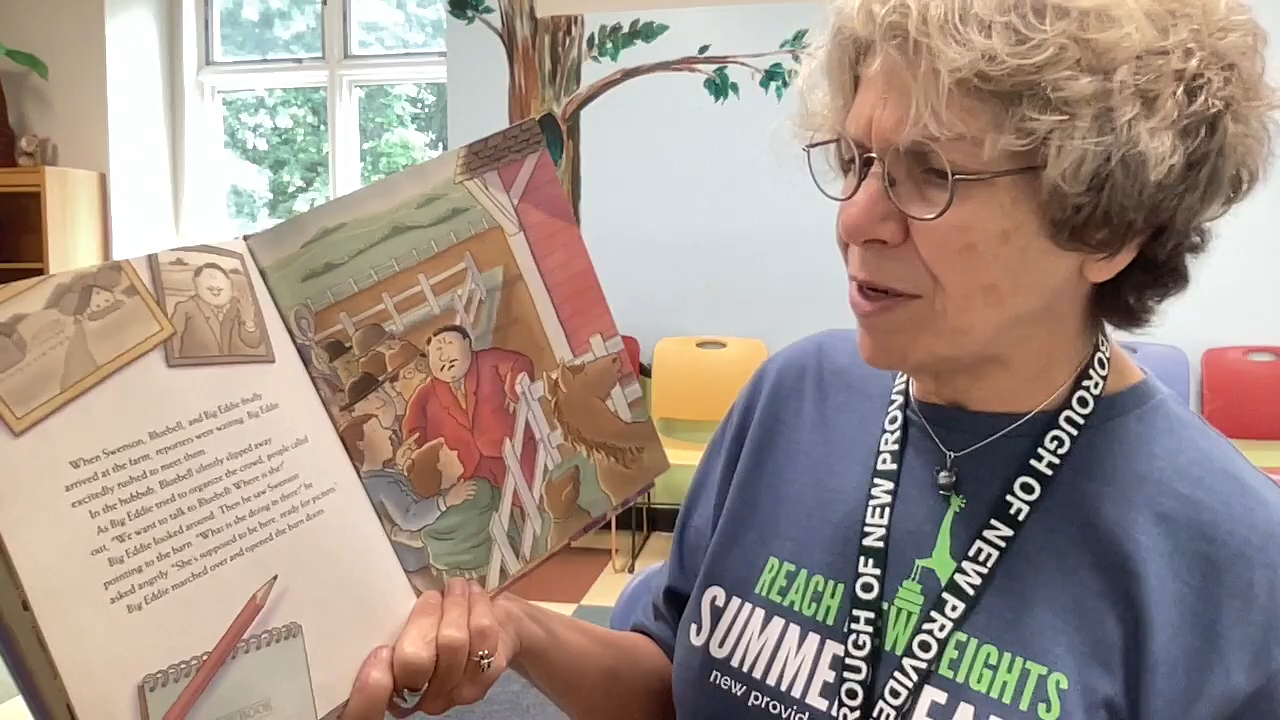 When Swenson, Bluebell, and Big Eddie finally
arrived at the farm, reporters were waiting. Big Eddie
excitedly rushed to meet them.
In the hubbub, Bluebell silently slipped away.
As Big Eddie tried to organize the crowd, people called
out, "We want to talk to Bluebell! Where is she?"
Big Eddie looked around. Then he saw Swenson
pointing to the barn. "What is she doing in there?" he
asked angrily. "She's supposed to be here, ready for pictures."
Big Eddie marched over and opened the barn doors
BOOK
BOROUGH OF NEW PROVIDE
OROUGH OF NEW PROVIDE
REACH NEW HEIGHTS
SUMMER
new provid